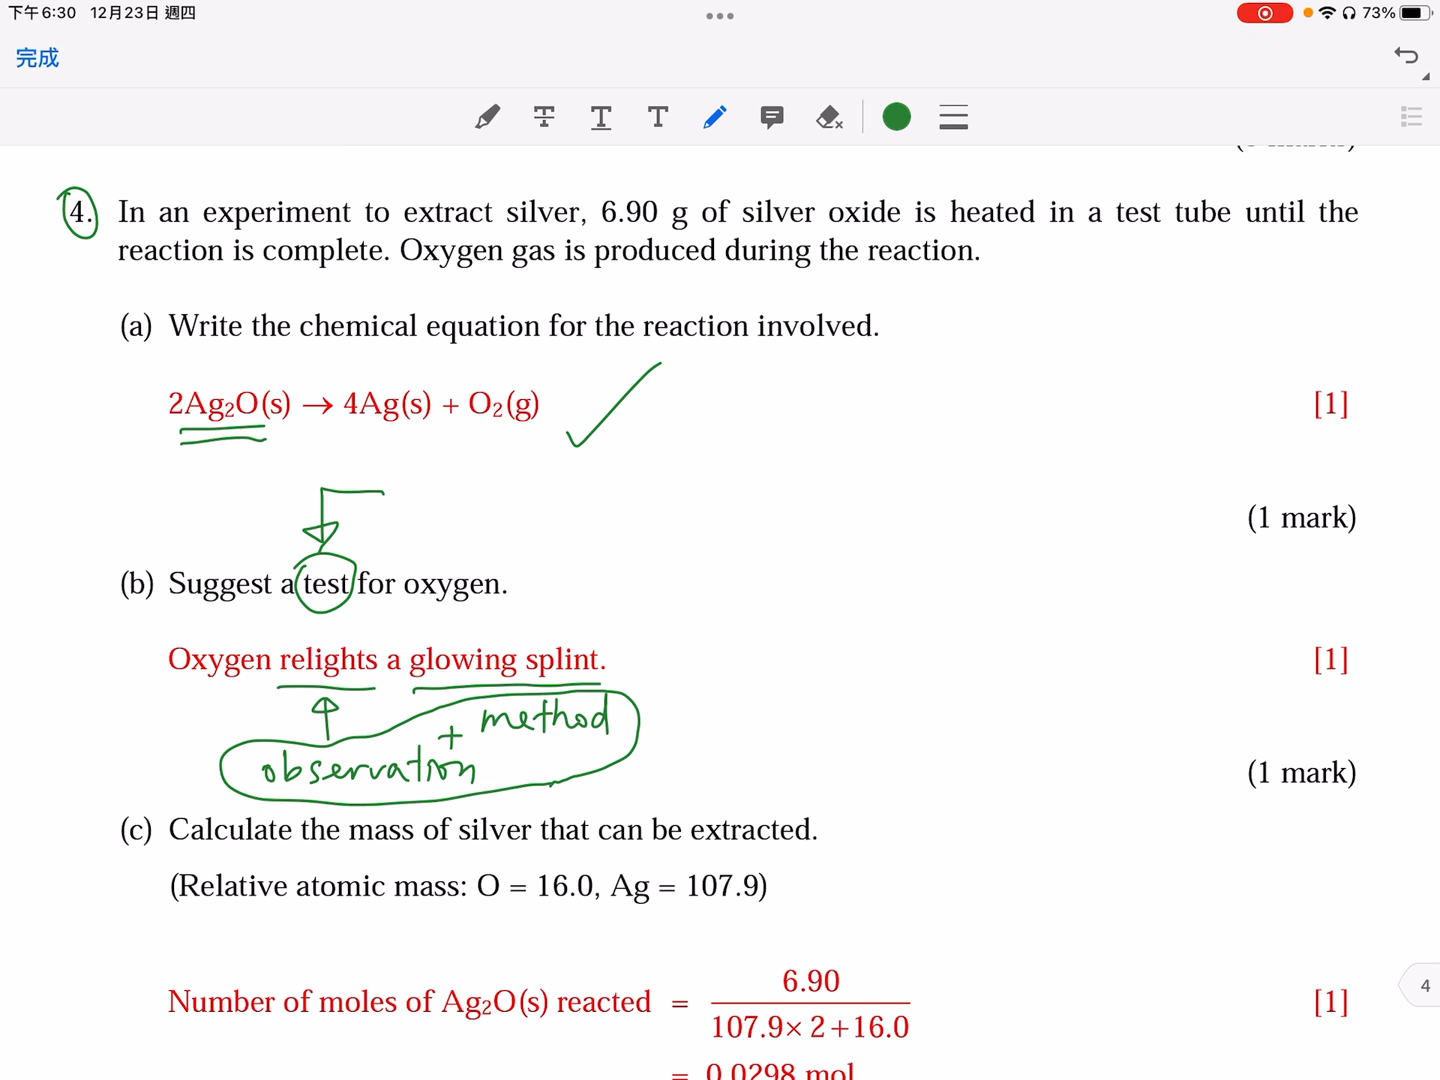 下午6:30 12月23日 週四
73%
完成
4. In an experiment to extract silver, 6.90 g of silver oxide is heated in a test tube until the
reaction is complete. Oxygen gas is produced during the reaction.
(a) Write the chemical equation for the reaction involved.
2Ag₂O(s) → 4Ag(s) + O₂(g) [1]
(1 mark)
(b) Suggest a test for oxygen.
Oxygen relights a glowing splint. [1]
+ method
observation
(1 mark)
(c) Calculate the mass of silver that can be extracted.
(Relative atomic mass: O = 16.0, Ag = 107.9)
Number of moles of Ag₂O(s) reacted = 6.90 / 107.9×2+16.0 [1]
= 0.0298 mol
4